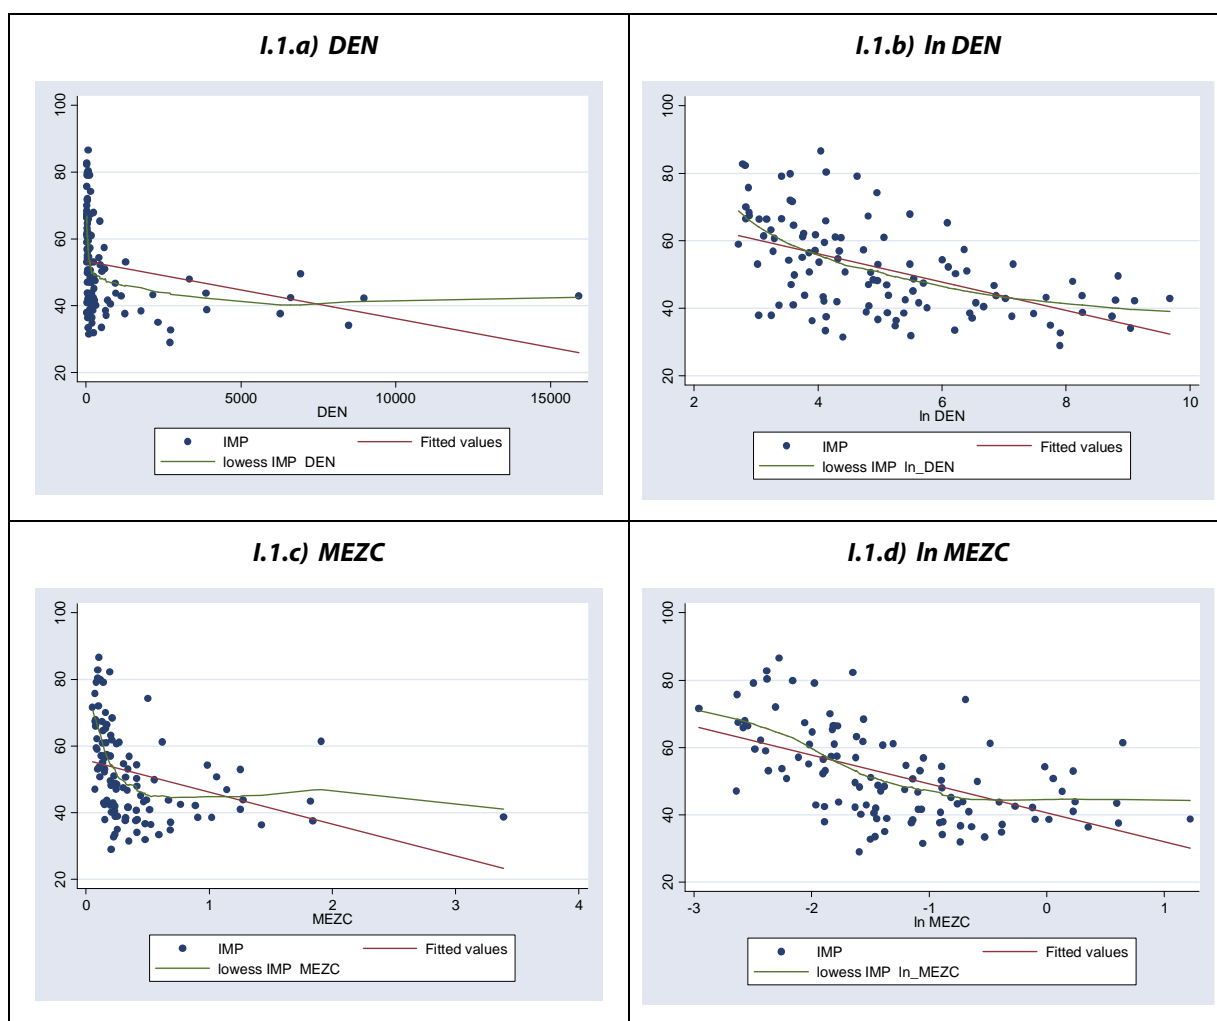 I.1.a) DEN
100
80
60
40
20
0 5000 10000 15000
DEN
IMP Fitted values
lowess IMP DEN
I.1.b) ln DEN
100
80
60
40
20
2 4 6 8 10
ln DEN
IMP Fitted values
lowess IMP ln_DEN
I.1.c) MEZC
100
80
60
40
20
0 1 2 3 4
MEZC
IMP Fitted values
lowess IMP MEZC
I.1.d) ln MEZC
100
80
60
40
20
-3 -2 -1 0 1
ln MEZC
IMP Fitted values
lowess IMP ln_MEZC